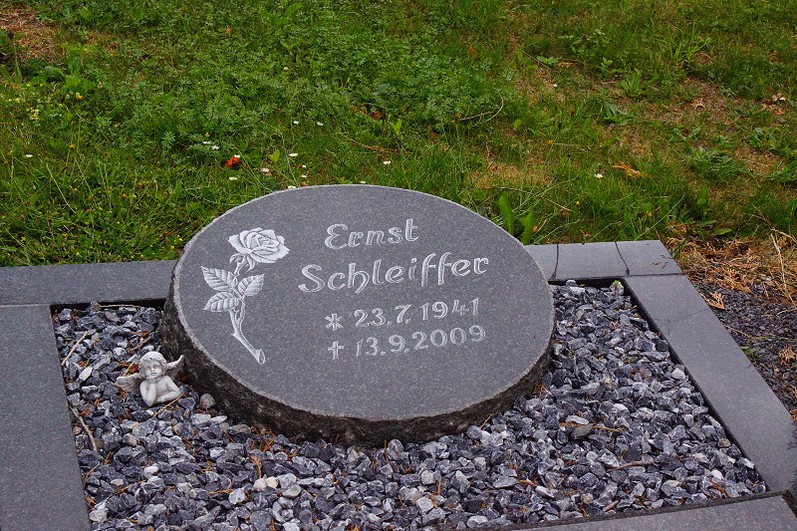 Ernst
Schleiffer
* 23.7.1941
✝ 13.9.2009